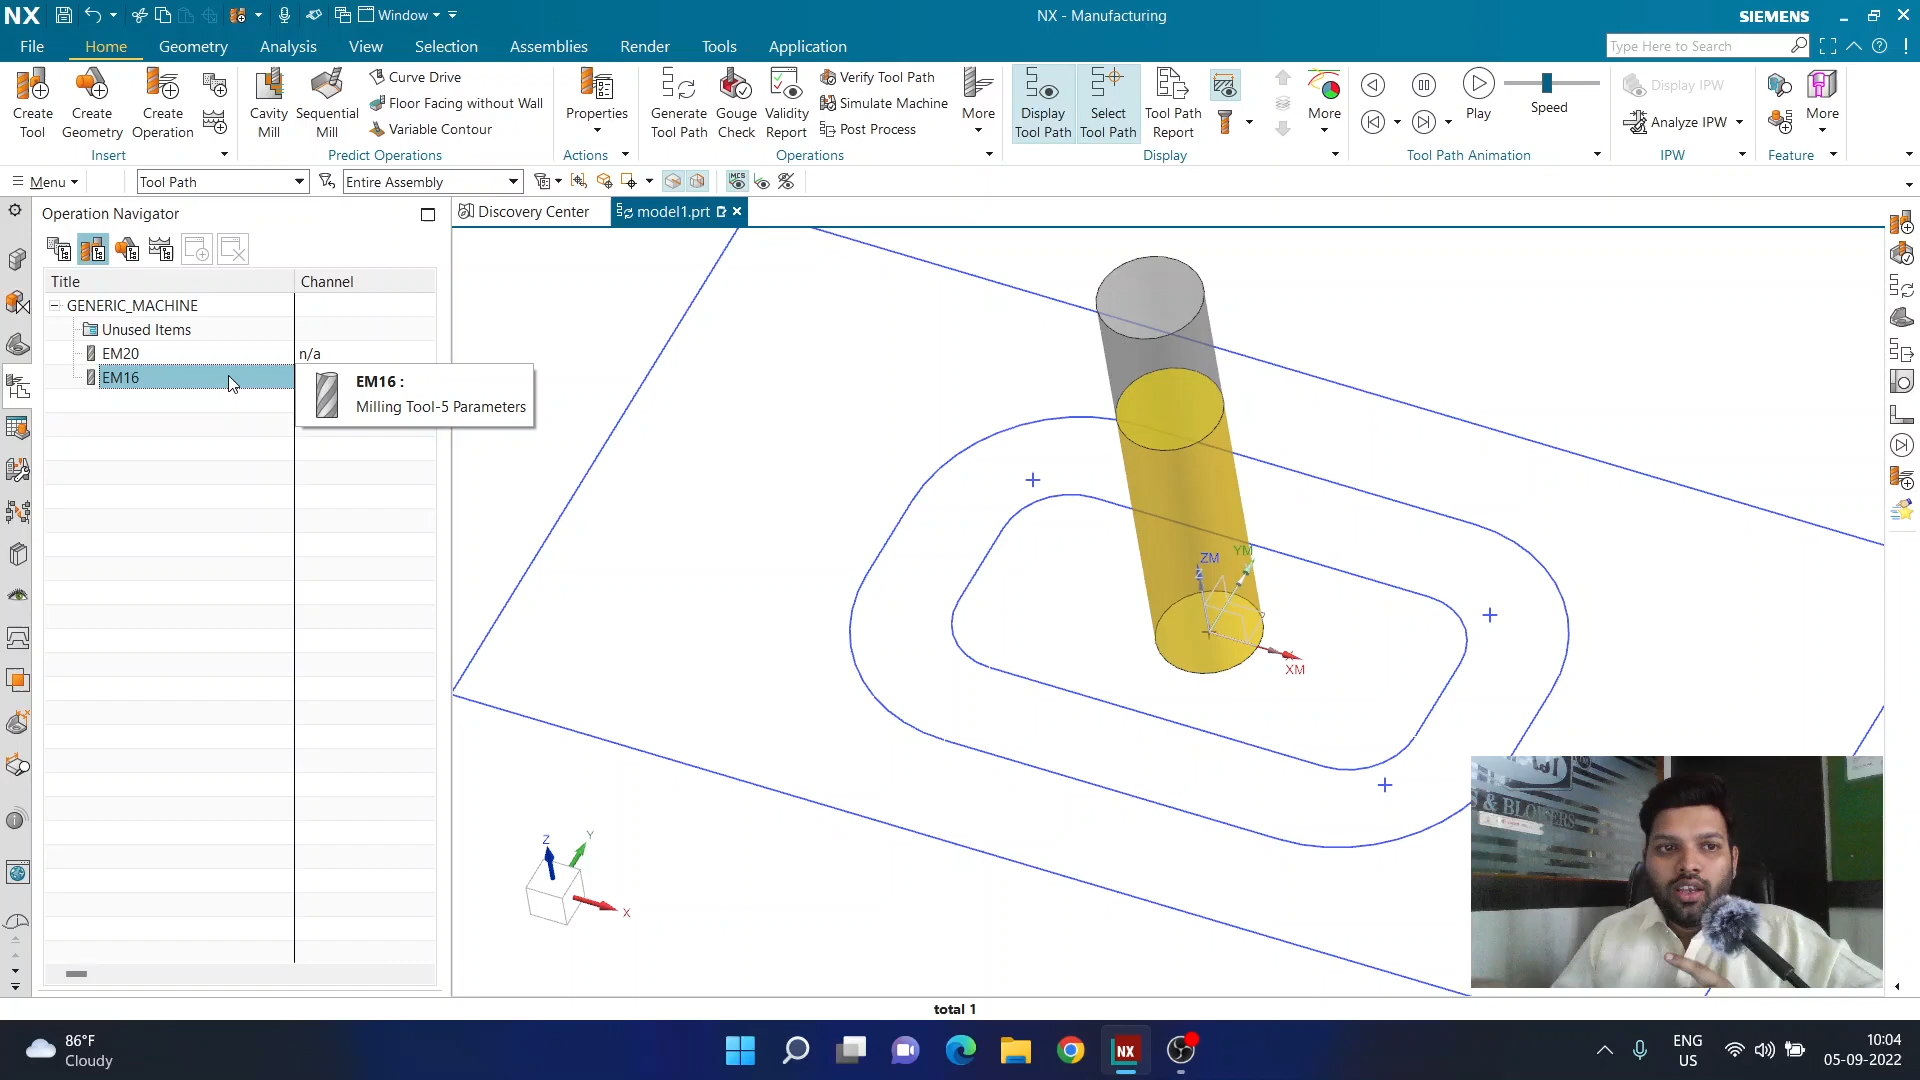 NX
Window
NX - Manufacturing
SIEMENS
File
Home
Geometry
Analysis
View
Selection
Assemblies
Render
Tools
Application
Type Here to Search
Create Tool
Create Geometry
Create Operation
Insert
Cavity Mill
Sequential Mill
Curve Drive
Floor Facing without Wall
Variable Contour
Predict Operations
Properties
Actions
Generate Tool Path
Gouge Check
Validity Report
Verify Tool Path
Simulate Machine
Post Process
More
Operations
Display Tool Path
Select Tool Path
Tool Path Report
More
Display
Play
Speed
Tool Path Animation
Display IPW
Analyze IPW
IPW
More
Feature
Menu
Tool Path
Entire Assembly
MCS
Operation Navigator
Discovery Center
model1.prt
Title
Channel
GENERIC_MACHINE
Unused Items
EM20
n/a
EM16
EM16 :
Milling Tool-5 Parameters
ZM
YM
Z
XM
Z
Y
X
& BLOWERS
total 1
86°F
Cloudy
NX
ENG
US
10:04
05-09-2022